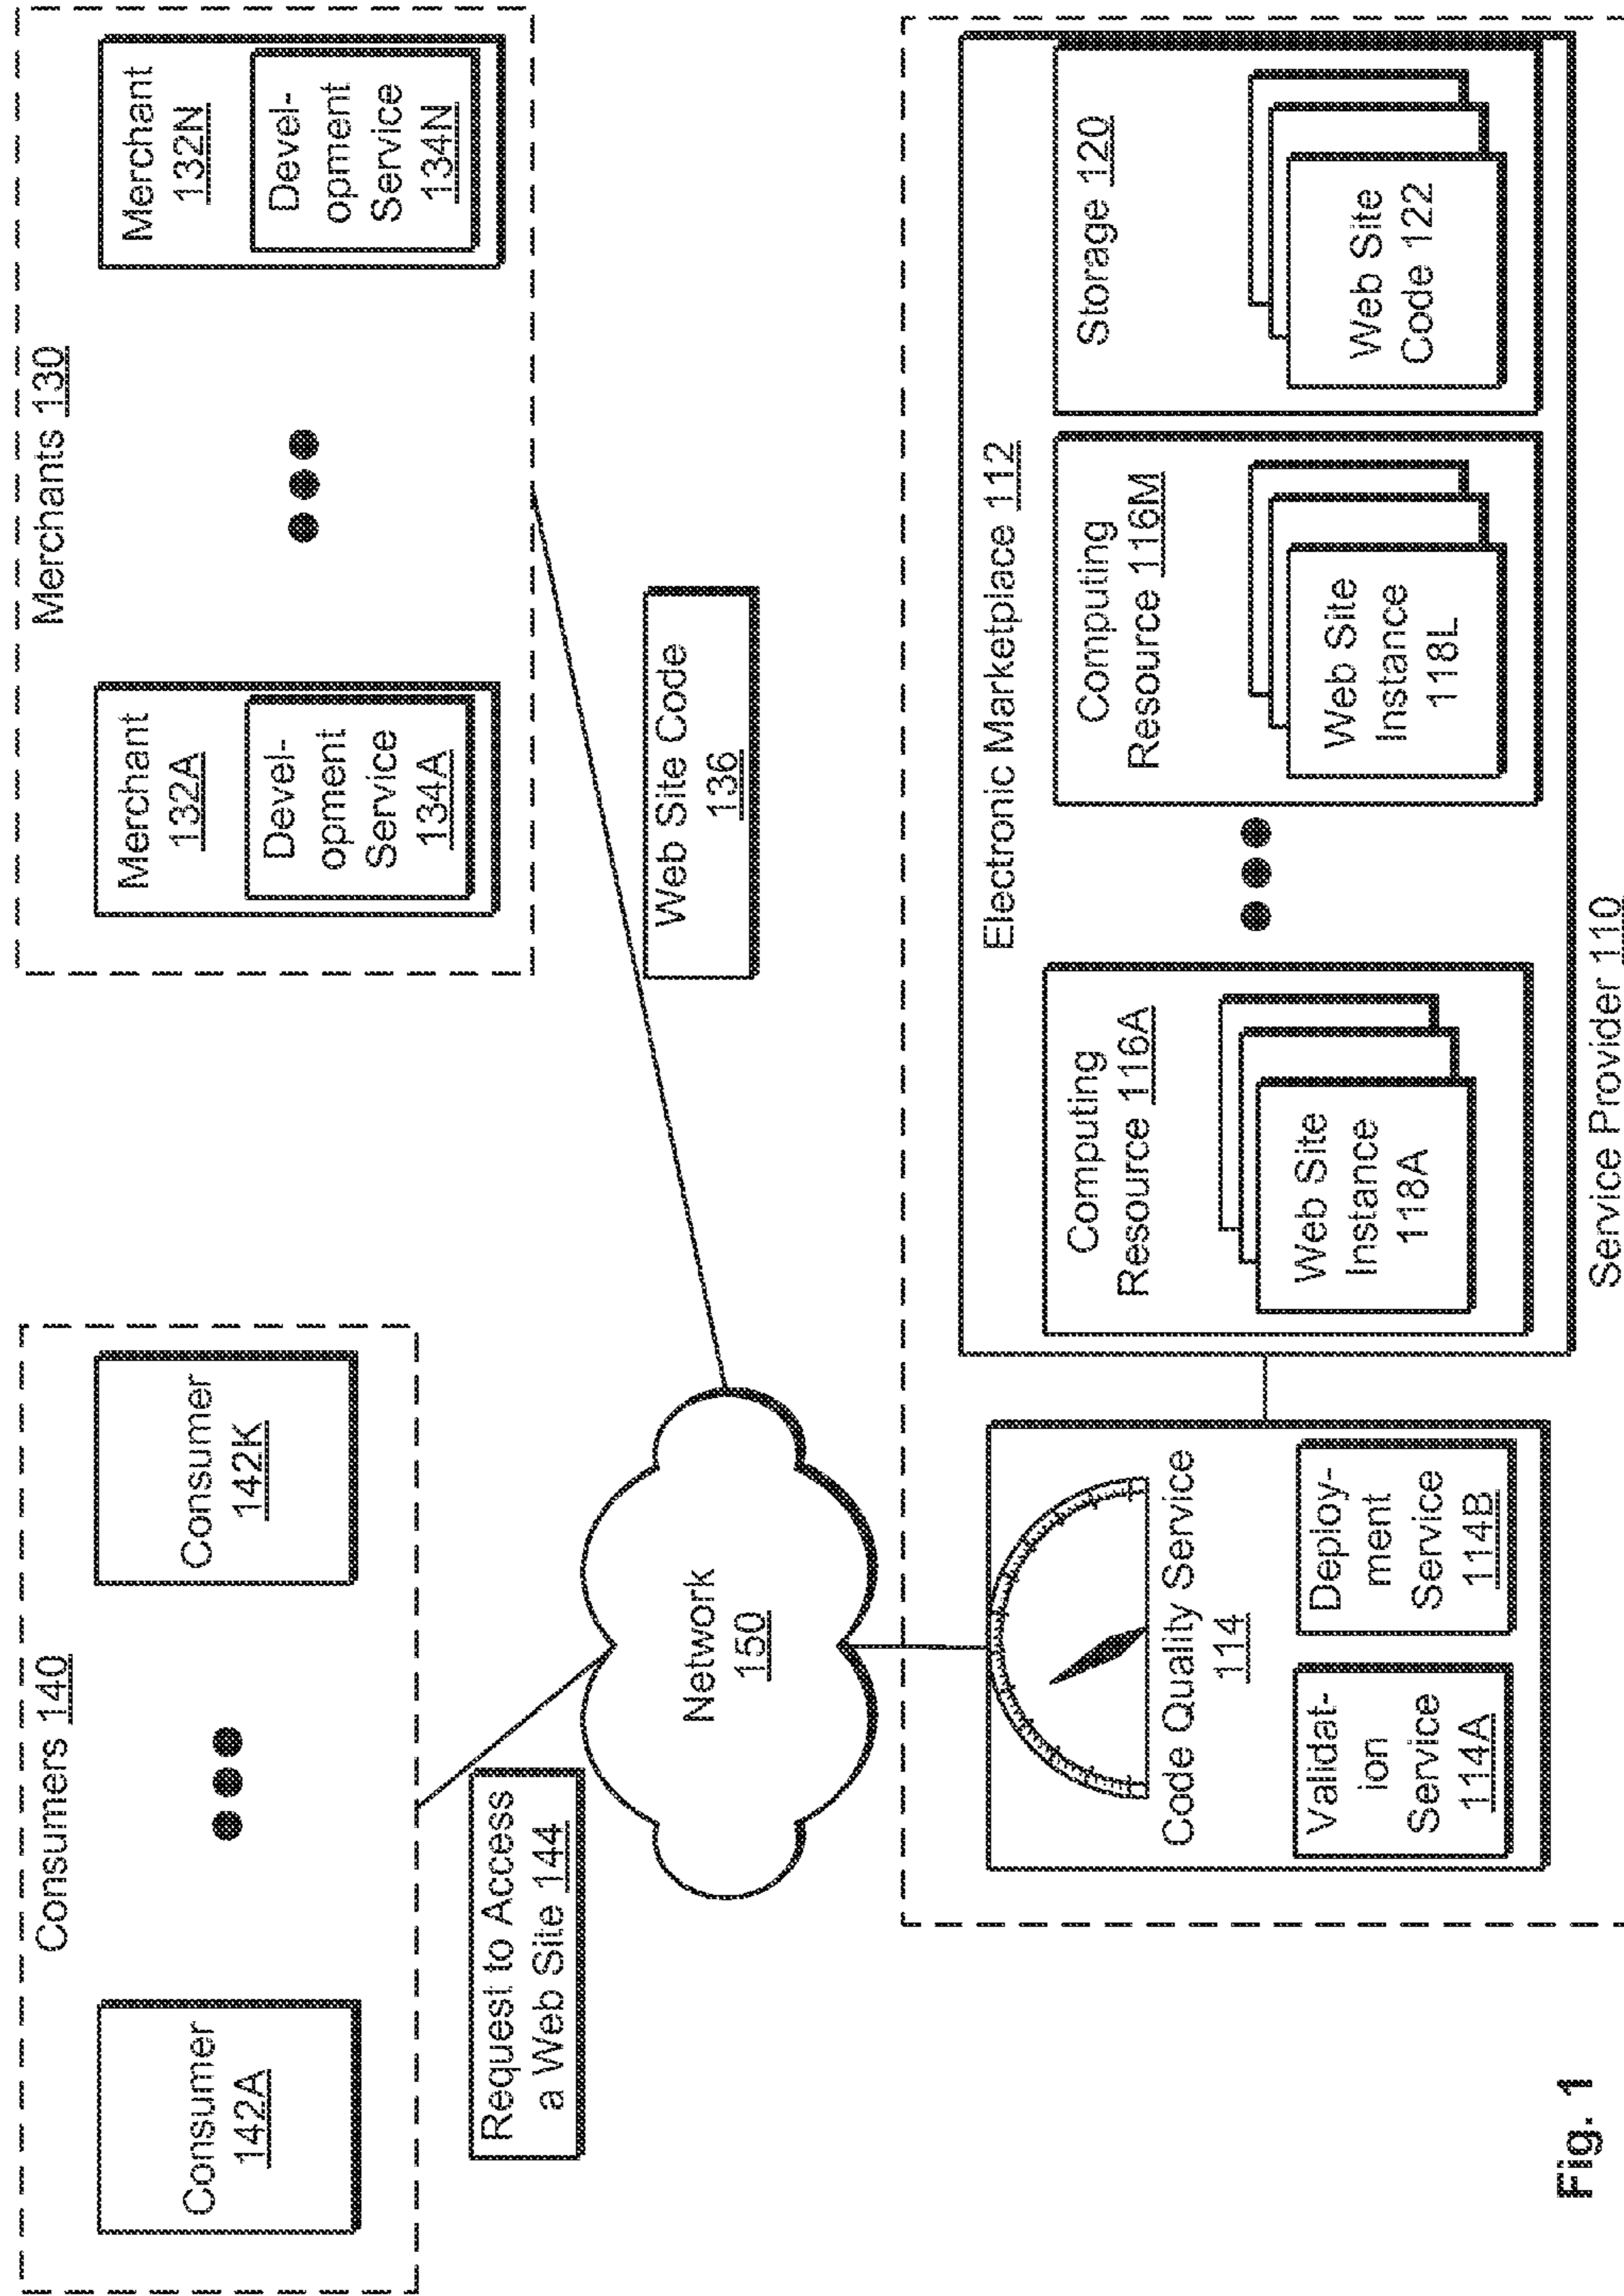 Consumers 140
Consumer
142A
Consumer
142K
Merchants 130
Merchant
132A
Devel-
opment
Service
134A
Merchant
132N
Devel-
opment
Service
134N
Request to Access
a Web Site 144
Web Site Code
136
Network
150
Code Quality Service
114
Validat-
ion
Service
114A
Deploy-
ment
Service
114B
Electronic Marketplace 112
Computing
Resource 116A
Web Site
Instance
118A
Computing
Resource 116M
Web Site
Instance
118L
Storage 120
Web Site
Code 122
Service Provider 110
Fig. 1